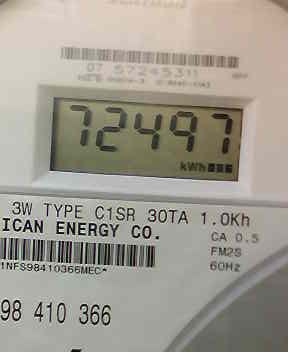 07 57245311
72497
kWh
3W TYPE C1SR 30TA 1.0Kh
ICAN ENERGY CO.
CA 0.5
FM2S
60Hz
1NFS98410366MEC*
98 410 366